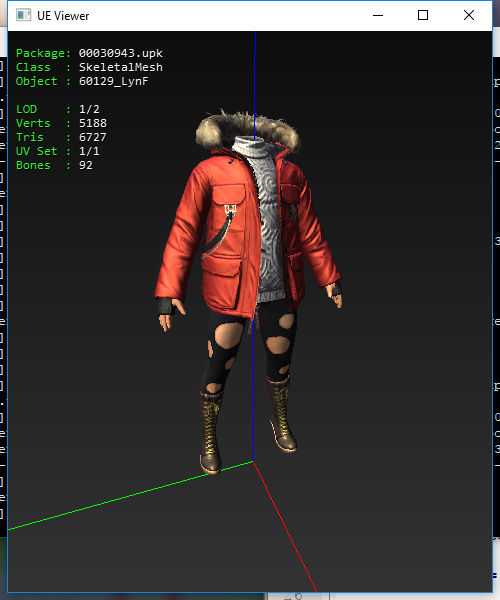 UE Viewer
Package: 00030943.upk
Class : SkeletalMesh
Object : 60129_LynF
LOD : 1/2
Verts : 5188
Tris : 6727
UV Set : 1/1
Bones : 92
26